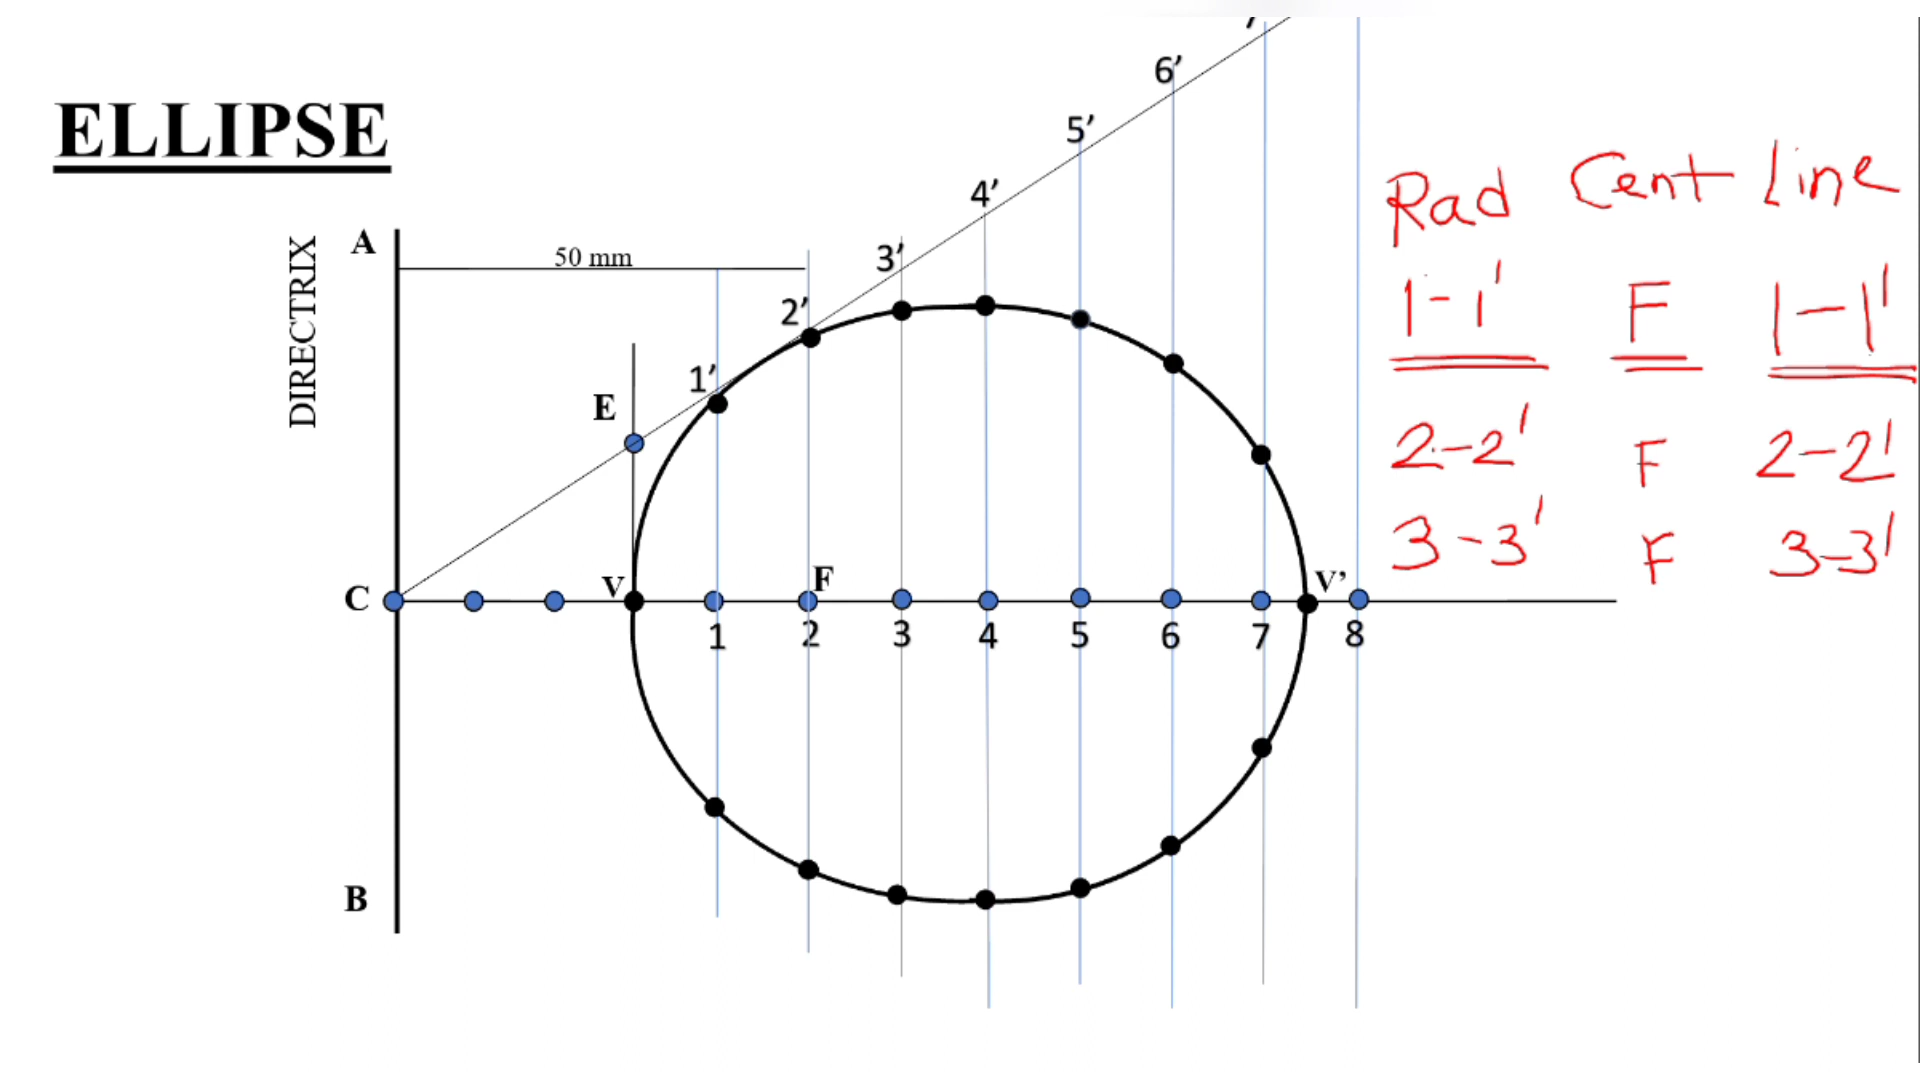 ELLIPSE
DIRECTRIX
A
50 mm
E
C
V
F
V’
B
1’
2’
3’
4’
5’
6’
1
2
3
4
5
6
7
8
Rad Cent Line
1-1' F 1-1'
2-2' F 2-2'
3-3' F 3-3'